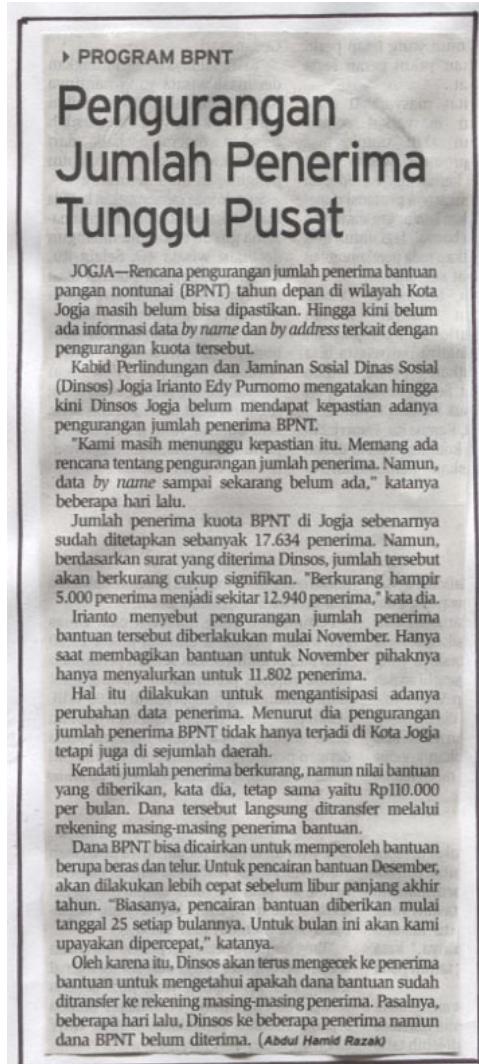 ▸ PROGRAM BPNT
Pengurangan
Jumlah Penerima
Tunggu Pusat
JOGJA—Rencana pengurangan jumlah penerima bantuan
pangan nontunai (BPNT) tahun depan di wilayah Kota
Jogja masih belum bisa dipastikan. Hingga kini belum
ada informasi data by name dan by address terkait dengan
pengurangan kuota tersebut.
Kabid Perlindungan dan Jaminan Sosial Dinas Sosial
(Dinsos) Jogja Irianto Edy Purnomo mengatakan hingga
kini Dinsos Jogja belum mendapat kepastian adanya
pengurangan jumlah penerima BPNT.
"Kami masih menunggu kepastian itu. Memang ada
rencana tentang pengurangan jumlah penerima. Namun,
data by name sampai sekarang belum ada," katanya
beberapa hari lalu.
Jumlah penerima kuota BPNT di Jogja sebenarnya
sudah ditetapkan sebanyak 17.634 penerima. Namun,
berdasarkan surat yang diterima Dinsos, jumlah tersebut
akan berkurang cukup signifikan. "Berkurang hampir
5.000 penerima menjadi sekitar 12.940 penerima," kata dia.
Irianto menyebut pengurangan jumlah penerima
bantuan tersebut diberlakukan mulai November. Hanya
saat membagikan bantuan untuk November pihaknya
hanya menyalurkan untuk 11.802 penerima.
Hal itu dilakukan untuk mengantisipasi adanya
perubahan data penerima. Menurut dia pengurangan
jumlah penerima BPNT tidak hanya terjadi di Kota Jogja
tetapi juga di sejumlah daerah.
Kendati jumlah penerima berkurang, namun nilai bantuan
yang diberikan, kata dia, tetap sama yaitu Rp110.000
per bulan. Dana tersebut langsung ditransfer melalui
rekening masing-masing penerima bantuan.
Dana BPNT bisa dicairkan untuk memperoleh bantuan
berupa beras dan telur. Untuk pencairan bantuan Desember,
akan dilakukan lebih cepat sebelum libur panjang akhir
tahun. "Biasanya, pencairan bantuan diberikan mulai
tanggal 25 setiap bulannya. Untuk bulan ini akan kami
upayakan dipercepat," katanya.
Oleh karena itu, Dinsos akan terus mengecek ke penerima
bantuan untuk mengetahui apakah dana bantuan sudah
ditransfer ke rekening masing-masing penerima. Pasalnya,
beberapa hari lalu, Dinsos ke beberapa penerima namun
dana BPNT belum diterima. (Abdul Hamid Razak)